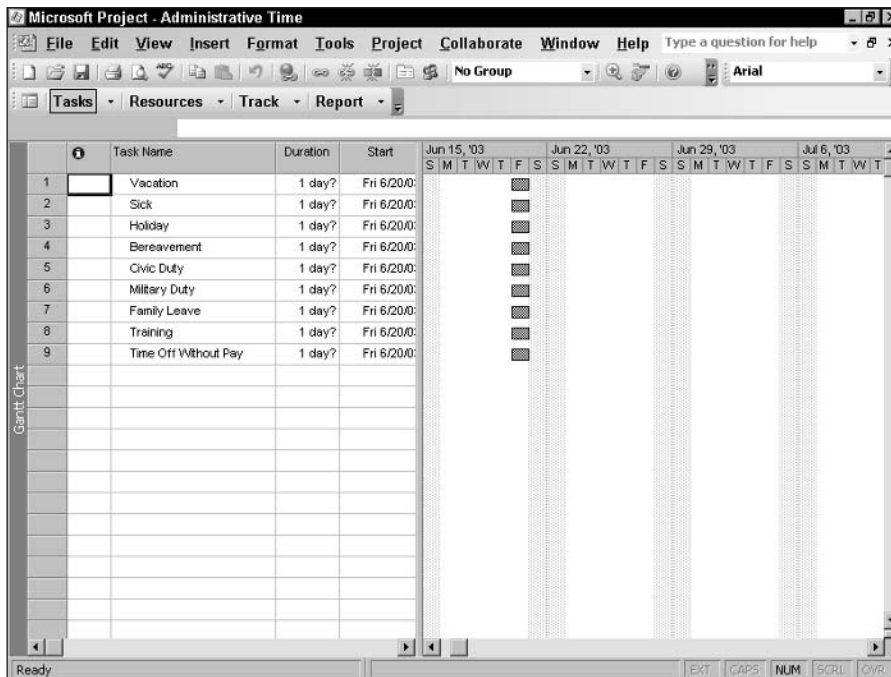 Microsoft Project - Administrative Time
File Edit View Insert Format Tools Project Collaborate Window Help Type a question for help
No Group Arial
Tasks Resources Track Report
Task Name Duration Start Jun 15, '03 Jun 22, '03 Jun 29, '03 Jul 6, '03
S M T W T F S S M T W T F S S M T W T F S S M T W T
1 Vacation 1 day? Fri 6/20/0
2 Sick 1 day? Fri 6/20/0
3 Holiday 1 day? Fri 6/20/0
4 Bereavement 1 day? Fri 6/20/0
5 Civic Duty 1 day? Fri 6/20/0
6 Military Duty 1 day? Fri 6/20/0
7 Family Leave 1 day? Fri 6/20/0
8 Training 1 day? Fri 6/20/0
9 Time Off Without Pay 1 day? Fri 6/20/0
Gantt Chart
Ready EXT CAPS NUM SCRL OVR